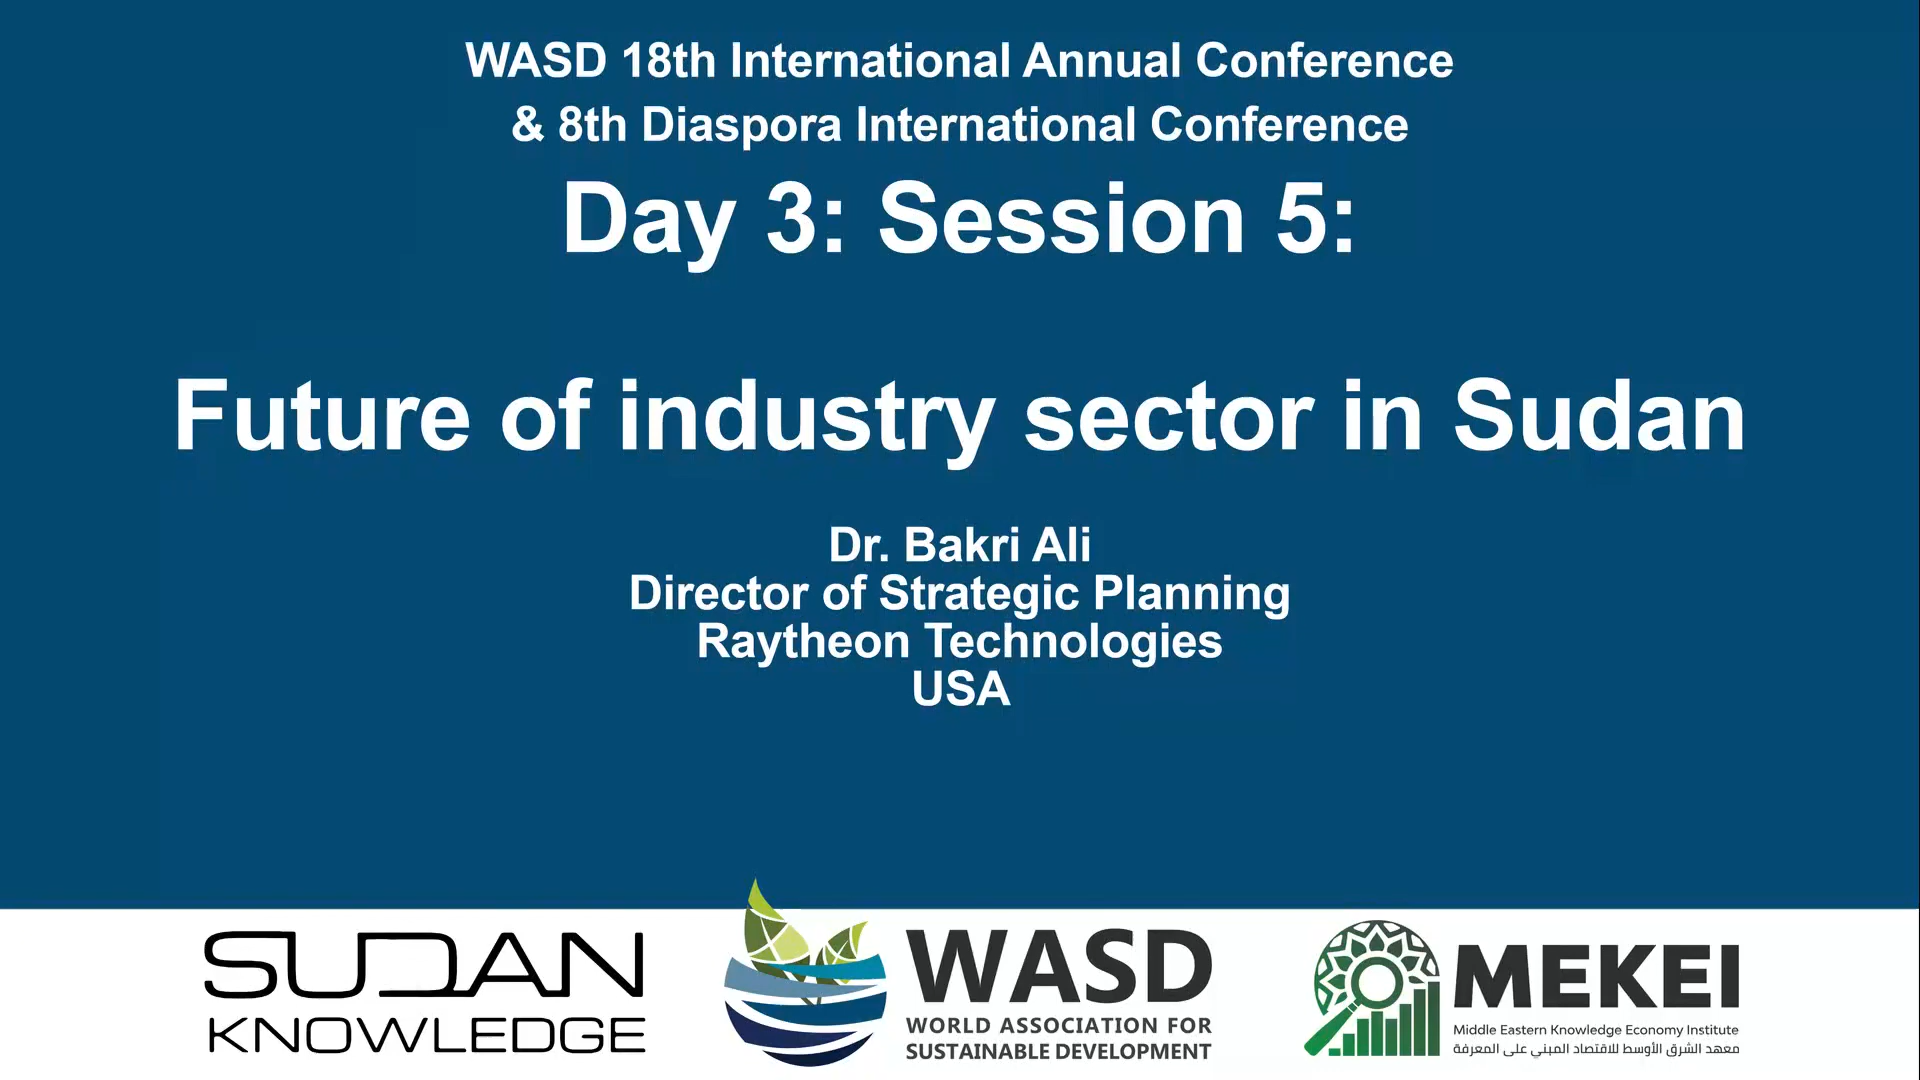 WASD 18th International Annual Conference
& 8th Diaspora International Conference
Day 3: Session 5:
Future of industry sector in Sudan
Dr. Bakri Ali
Director of Strategic Planning
Raytheon Technologies
USA
SUDAN
KNOWLEDGE
WASD
WORLD ASSOCIATION FOR
SUSTAINABLE DEVELOPMENT
MEKEI
Middle Eastern Knowledge Economy Institute
معهد الشرق الأوسط للاقتصاد المبني على المعرفة